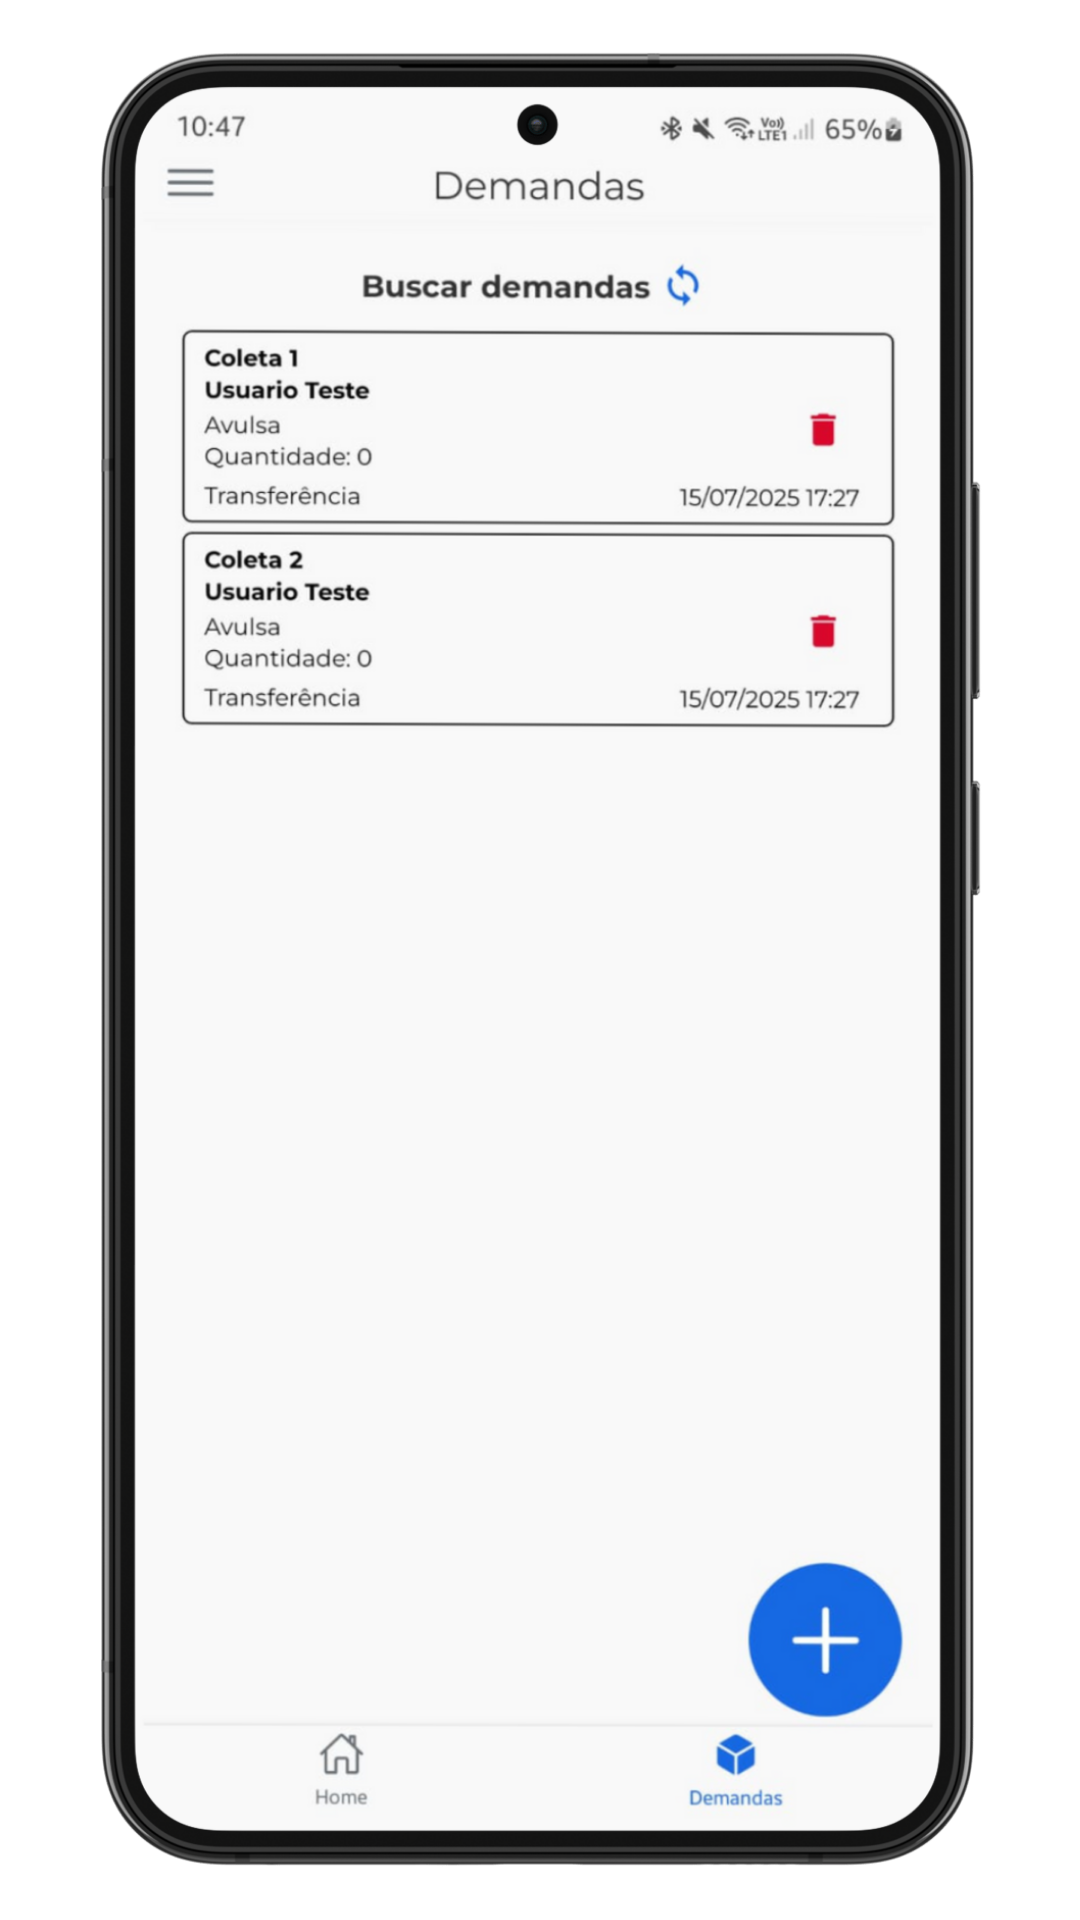 10:47 Vo)) LTE1 65%
Demandas
Buscar demandas
Coleta 1
Usuario Teste
Avulsa
Quantidade: 0
Transferência 15/07/2025 17:27
Coleta 2
Usuario Teste
Avulsa
Quantidade: 0
Transferência 15/07/2025 17:27
Home Demandas